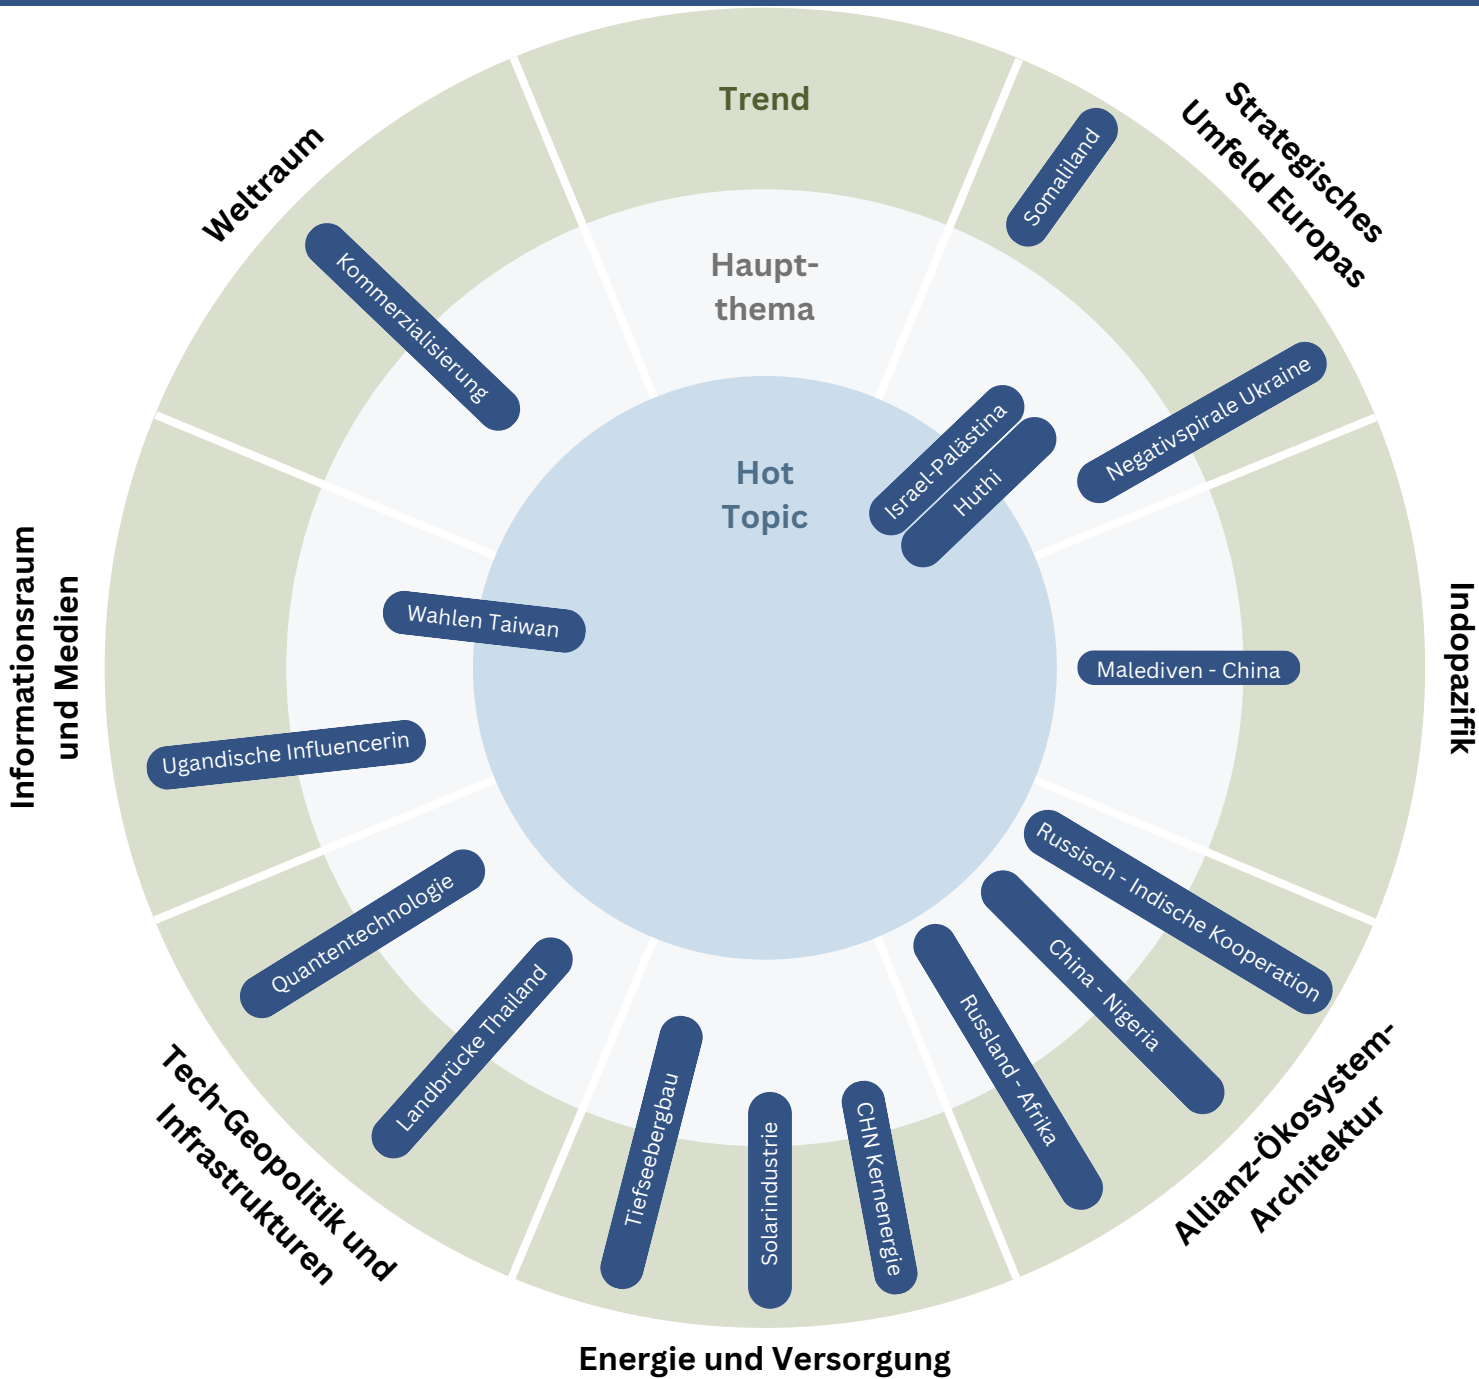 Trend
Haupt-
thema
Hot
Topic
Strategisches
Umfeld Europas
Somaliland
Negativspirale Ukraine
Israel-Palästina
Huthi
Indopazifik
Malediven - China
Allianz-Ökosystem-
Architektur
Russisch - Indische Kooperation
China - Nigeria
Russland - Afrika
Energie und Versorgung
CHN Kernenergie
Solarindustrie
Tiefseebergbau
Tech-Geopolitik und
Infrastrukturen
Landbrücke Thailand
Quantentechnologie
Informationsraum
und Medien
Ugandische Influencerin
Wahlen Taiwan
Weltraum
Kommerzialisierung